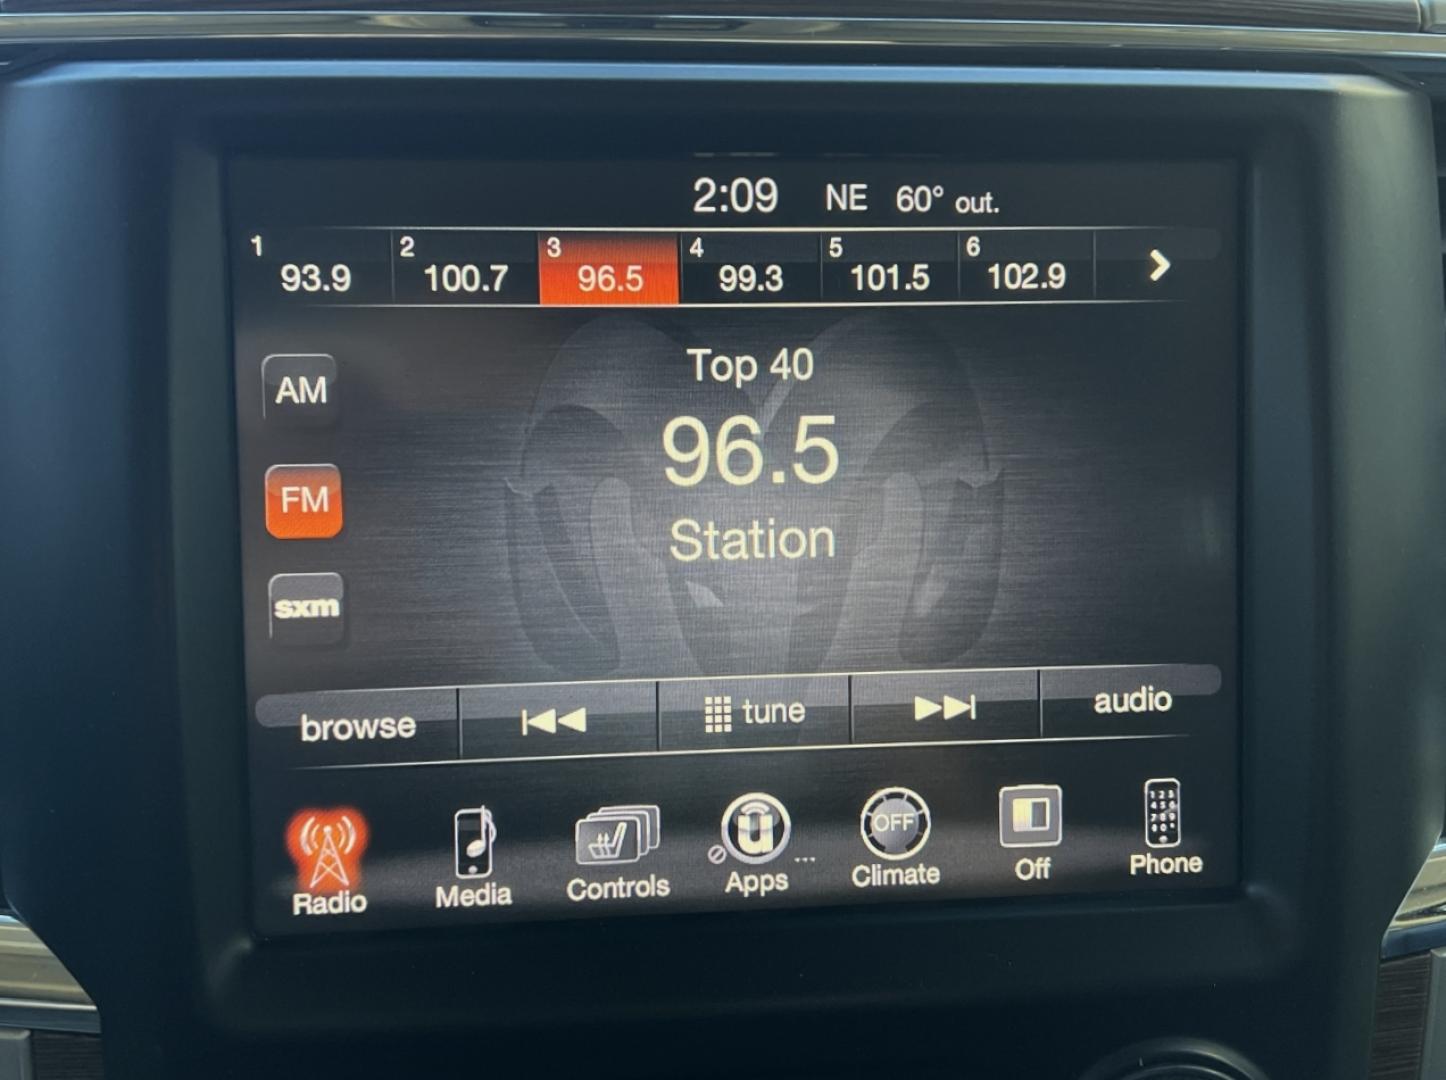 2:09 NE 60° out.
1 2 3 4 5 6
93.9 100.7 96.5 99.3 101.5 102.9
Top 40
AM
96.5
FM
Station
sxm
browse tune audio
OFF
Radio Media Controls Apps ... Climate Off Phone